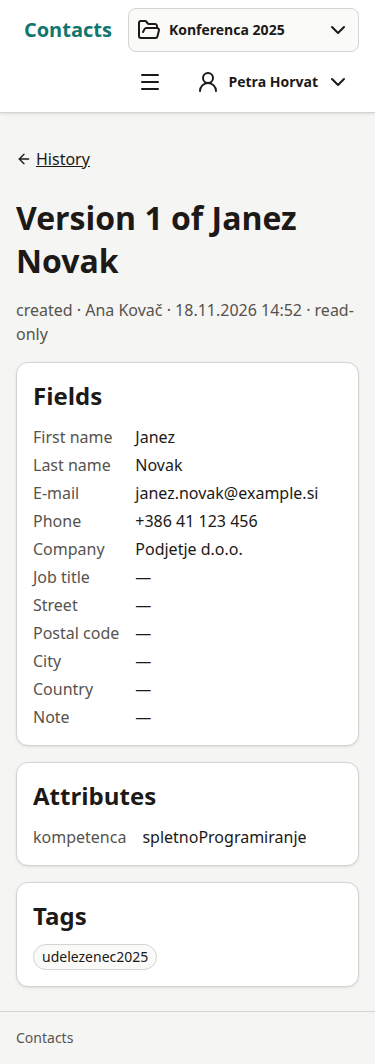 Contacts
Konferenca 2025
Petra Horvat
← History
Version 1 of Janez
Novak
created · Ana Kovač · 18.11.2026 14:52 · read-
only
Fields
First name Janez
Last name Novak
E-mail janez.novak@example.si
Phone +386 41 123 456
Company Podjetje d.o.o.
Job title —
Street —
Postal code —
City —
Country —
Note —
Attributes
kompetenca spletnoProgramiranje
Tags
udelezenec2025
Contacts